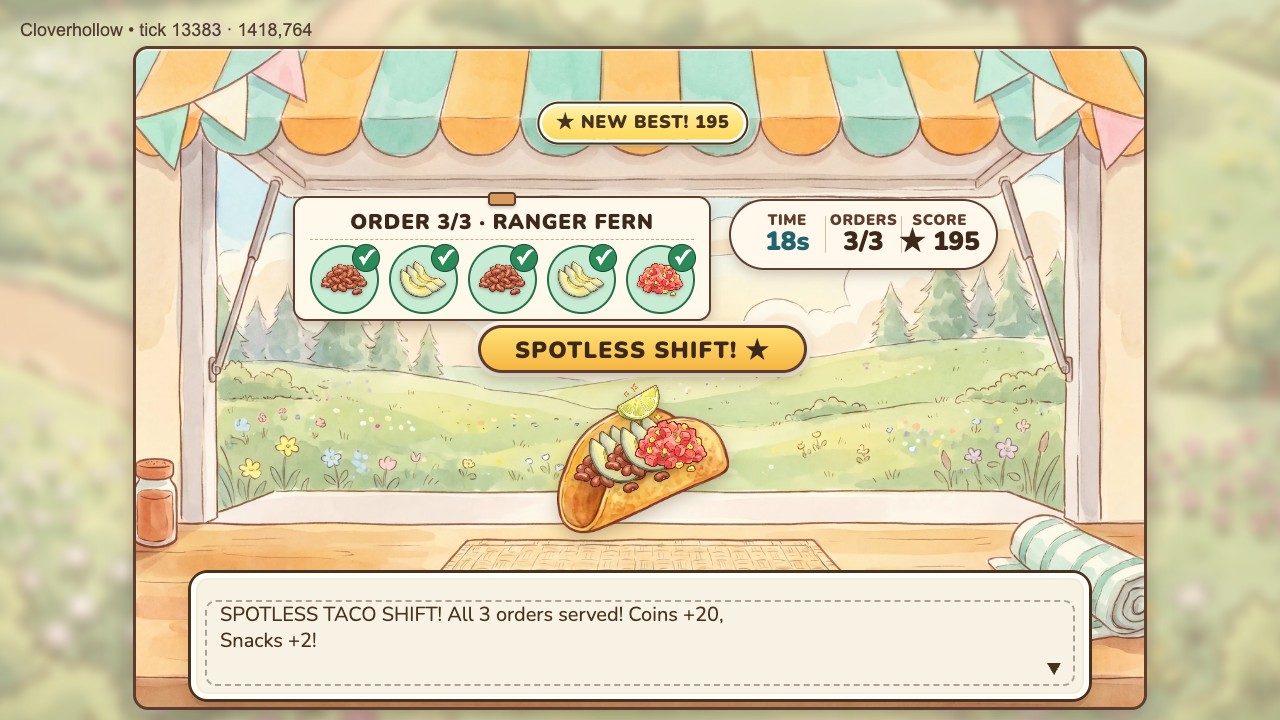 Cloverhollow • tick 13383 · 1418,764
★ NEW BEST! 195
ORDER 3/3 · RANGER FERN
TIME ORDERS SCORE
18s 3/3 ★ 195
SPOTLESS SHIFT! ★
SPOTLESS TACO SHIFT! All 3 orders served! Coins +20,
Snacks +2!